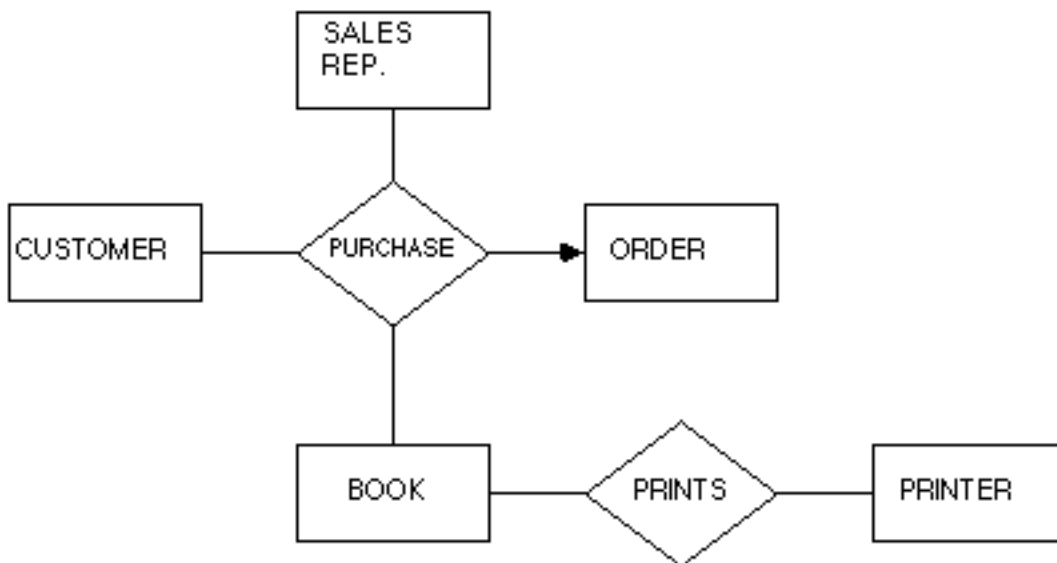 SALES
REP.
CUSTOMER
PURCHASE
ORDER
BOOK
PRINTS
PRINTER